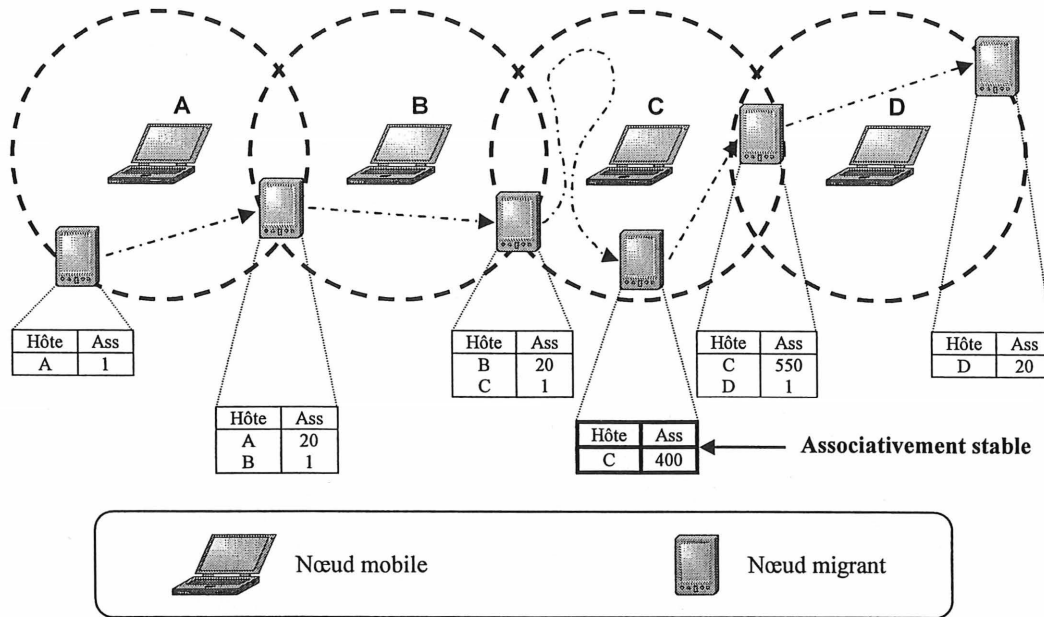 A
B
C
D
Hôte Ass
A 1
Hôte Ass
A 20
B 1
Hôte Ass
B 20
C 1
Hôte Ass
C 400
Associativement stable
Hôte Ass
C 550
D 1
Hôte Ass
D 20
Nœud mobile
Nœud migrant